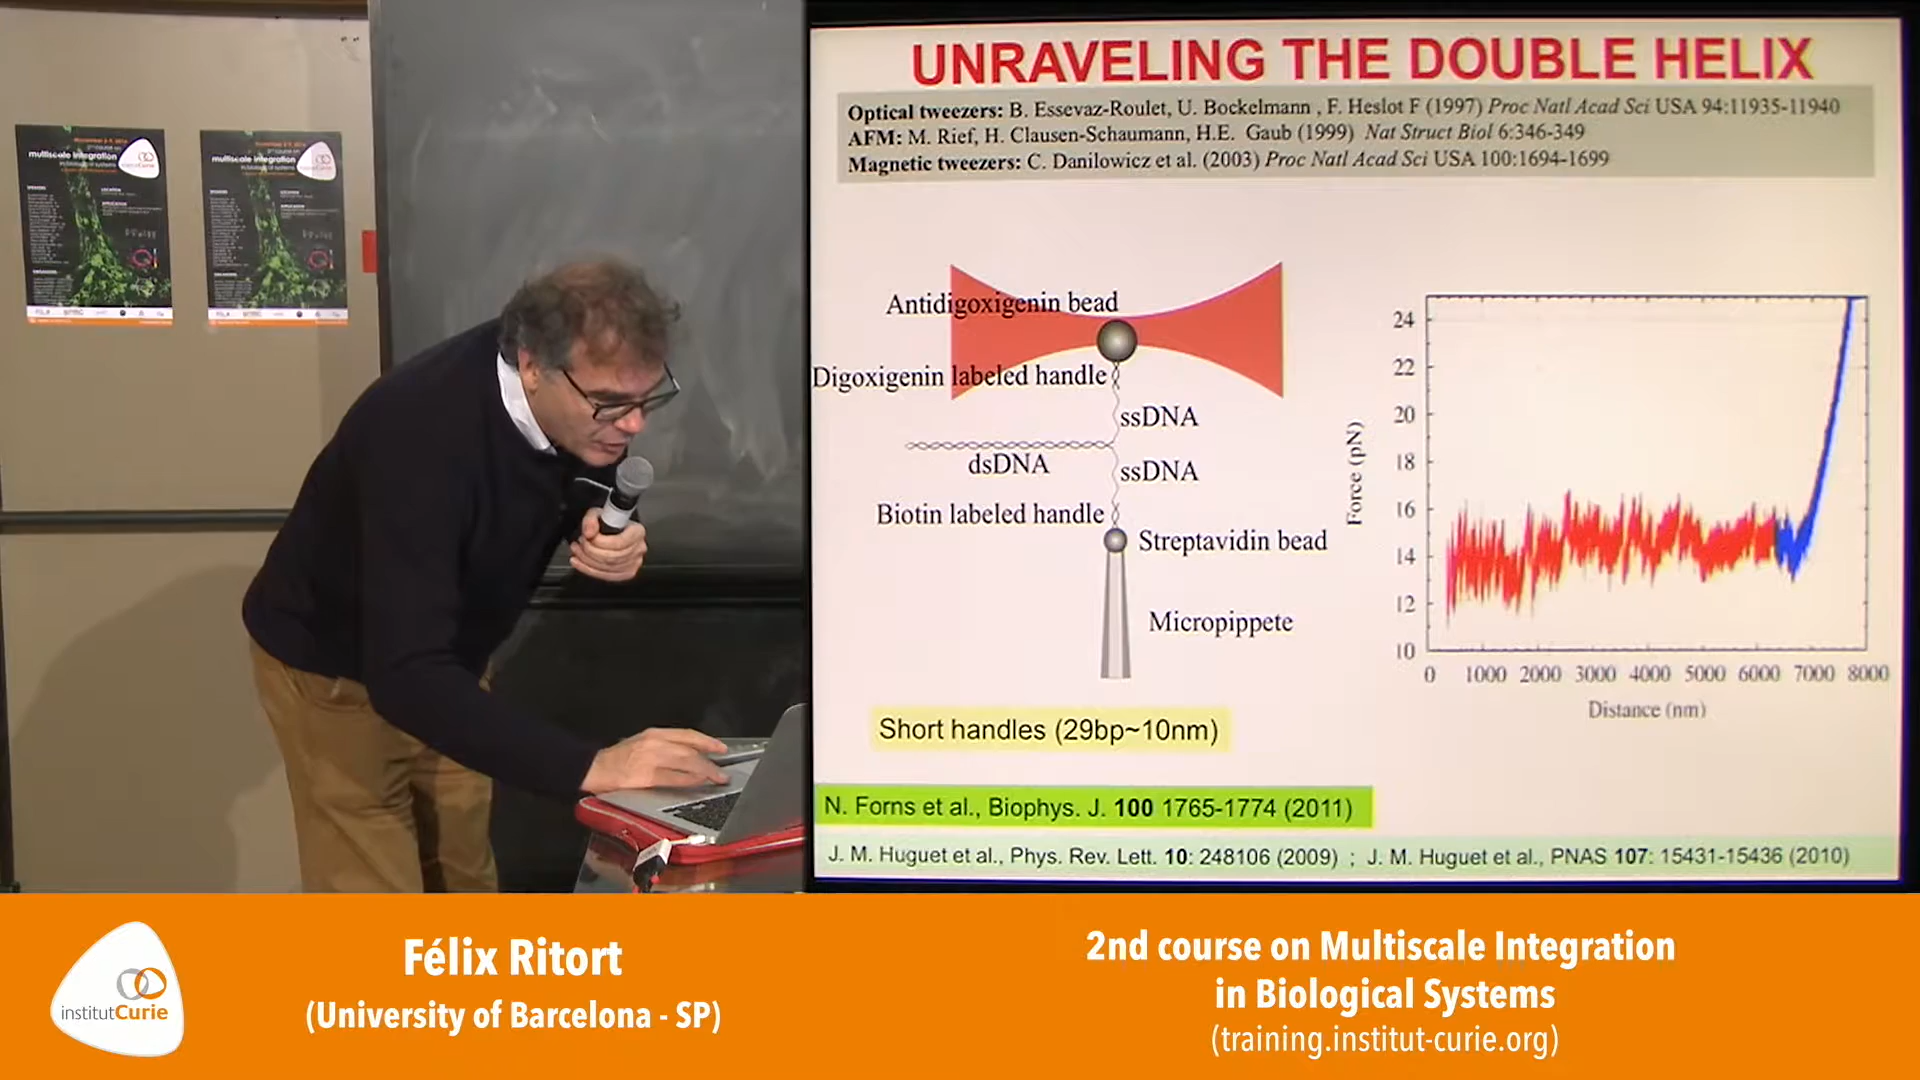 UNRAVELING THE DOUBLE HELIX
Optical tweezers: B. Essevaz-Roulet, U. Bockelmann , F. Heslot F (1997) Proc Natl Acad Sci USA 94:11935-11940
AFM: M. Rief, H. Clausen-Schaumann, H.E. Gaub (1999) Nat Struct Biol 6:346-349
Magnetic tweezers: C. Danilowicz et al. (2003) Proc Natl Acad Sci USA 100:1694-1699
multiscale integration
institutCurie
multiscale integration
Curie
Antidigoxigenin bead
Digoxigenin labeled handle
ssDNA
dsDNA
ssDNA
Biotin labeled handle
Streptavidin bead
Micropippete
Force (pN)
24
22
20
18
16
14
12
10
0 1000 2000 3000 4000 5000 6000 7000 8000
Distance (nm)
Short handles (29bp~10nm)
N. Forns et al., Biophys. J. 100 1765-1774 (2011)
J. M. Huguet et al., Phys. Rev. Lett. 10: 248106 (2009) ; J. M. Huguet et al., PNAS 107: 15431-15436 (2010)
institutCurie
Félix Ritort
(University of Barcelona - SP)
2nd course on Multiscale Integration
in Biological Systems
(training.institut-curie.org)